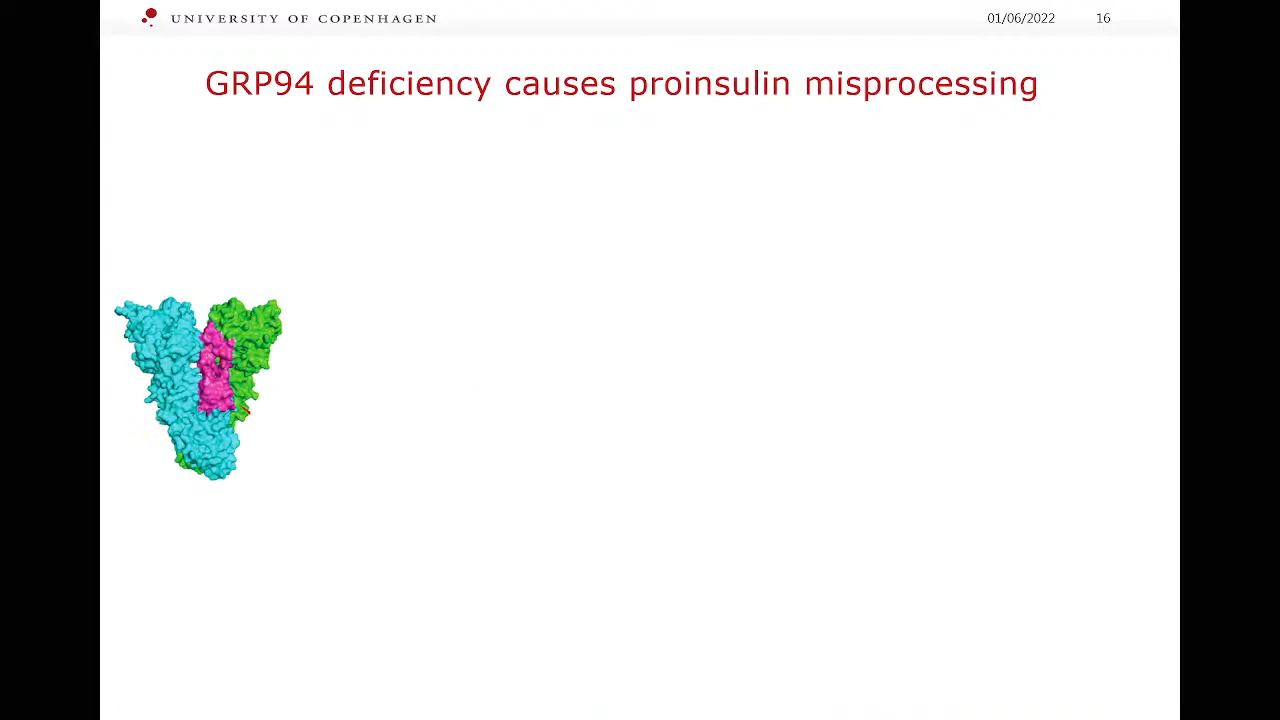 UNIVERSITY OF COPENHAGEN 01/06/2022 16
GRP94 deficiency causes proinsulin misprocessing